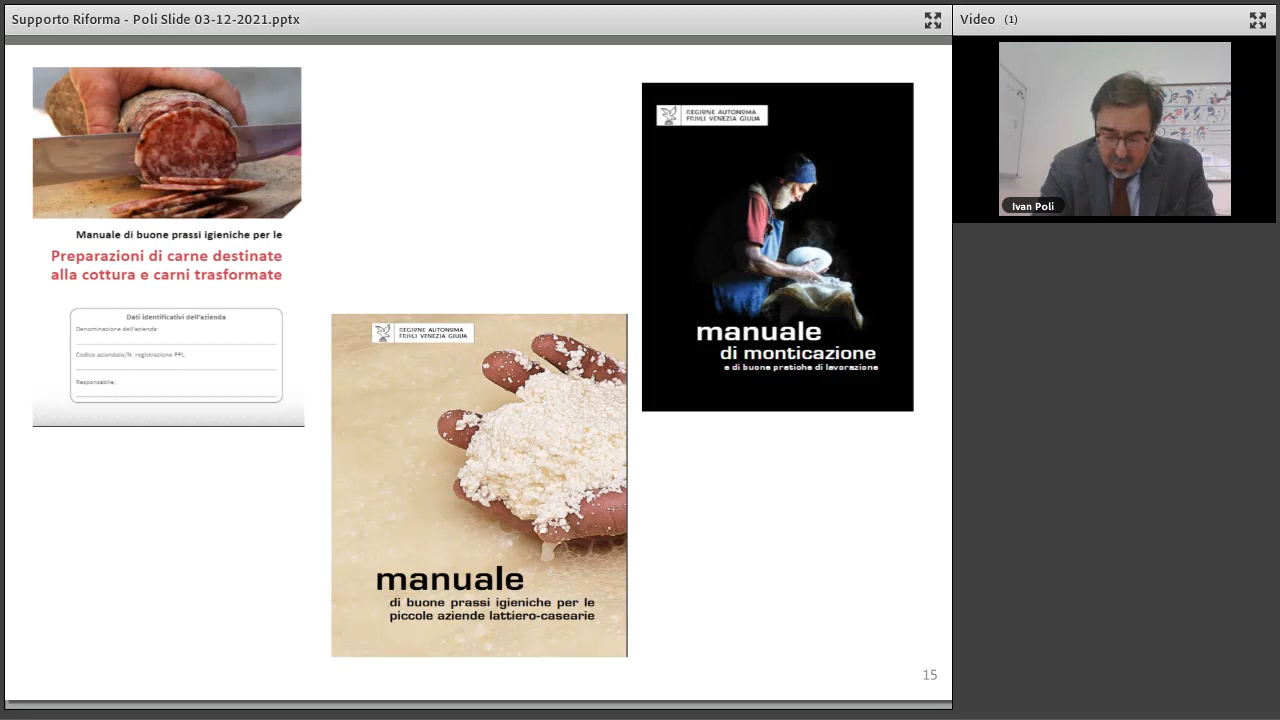 Supporto Riforma - Poli Slide 03-12-2021.pptx
Video (1)
Ivan Poli
Manuale di buone prassi igieniche per le
Preparazioni di carne destinate
alla cottura e carni trasformate
Dati identificativi dell'azienda
Denominazione dell'azienda:
Codice aziendale/N. registrazione PPL
Responsabile:
REGIONE AUTONOMA
FRIULI VENEZIA GIULIA
manuale
di buone prassi igieniche per le
piccole aziende lattiero-casearie
REGIONE AUTONOMA
FRIULI VENEZIA GIULIA
manuale
di monticazione
e di buone pratiche di lavorazione
15